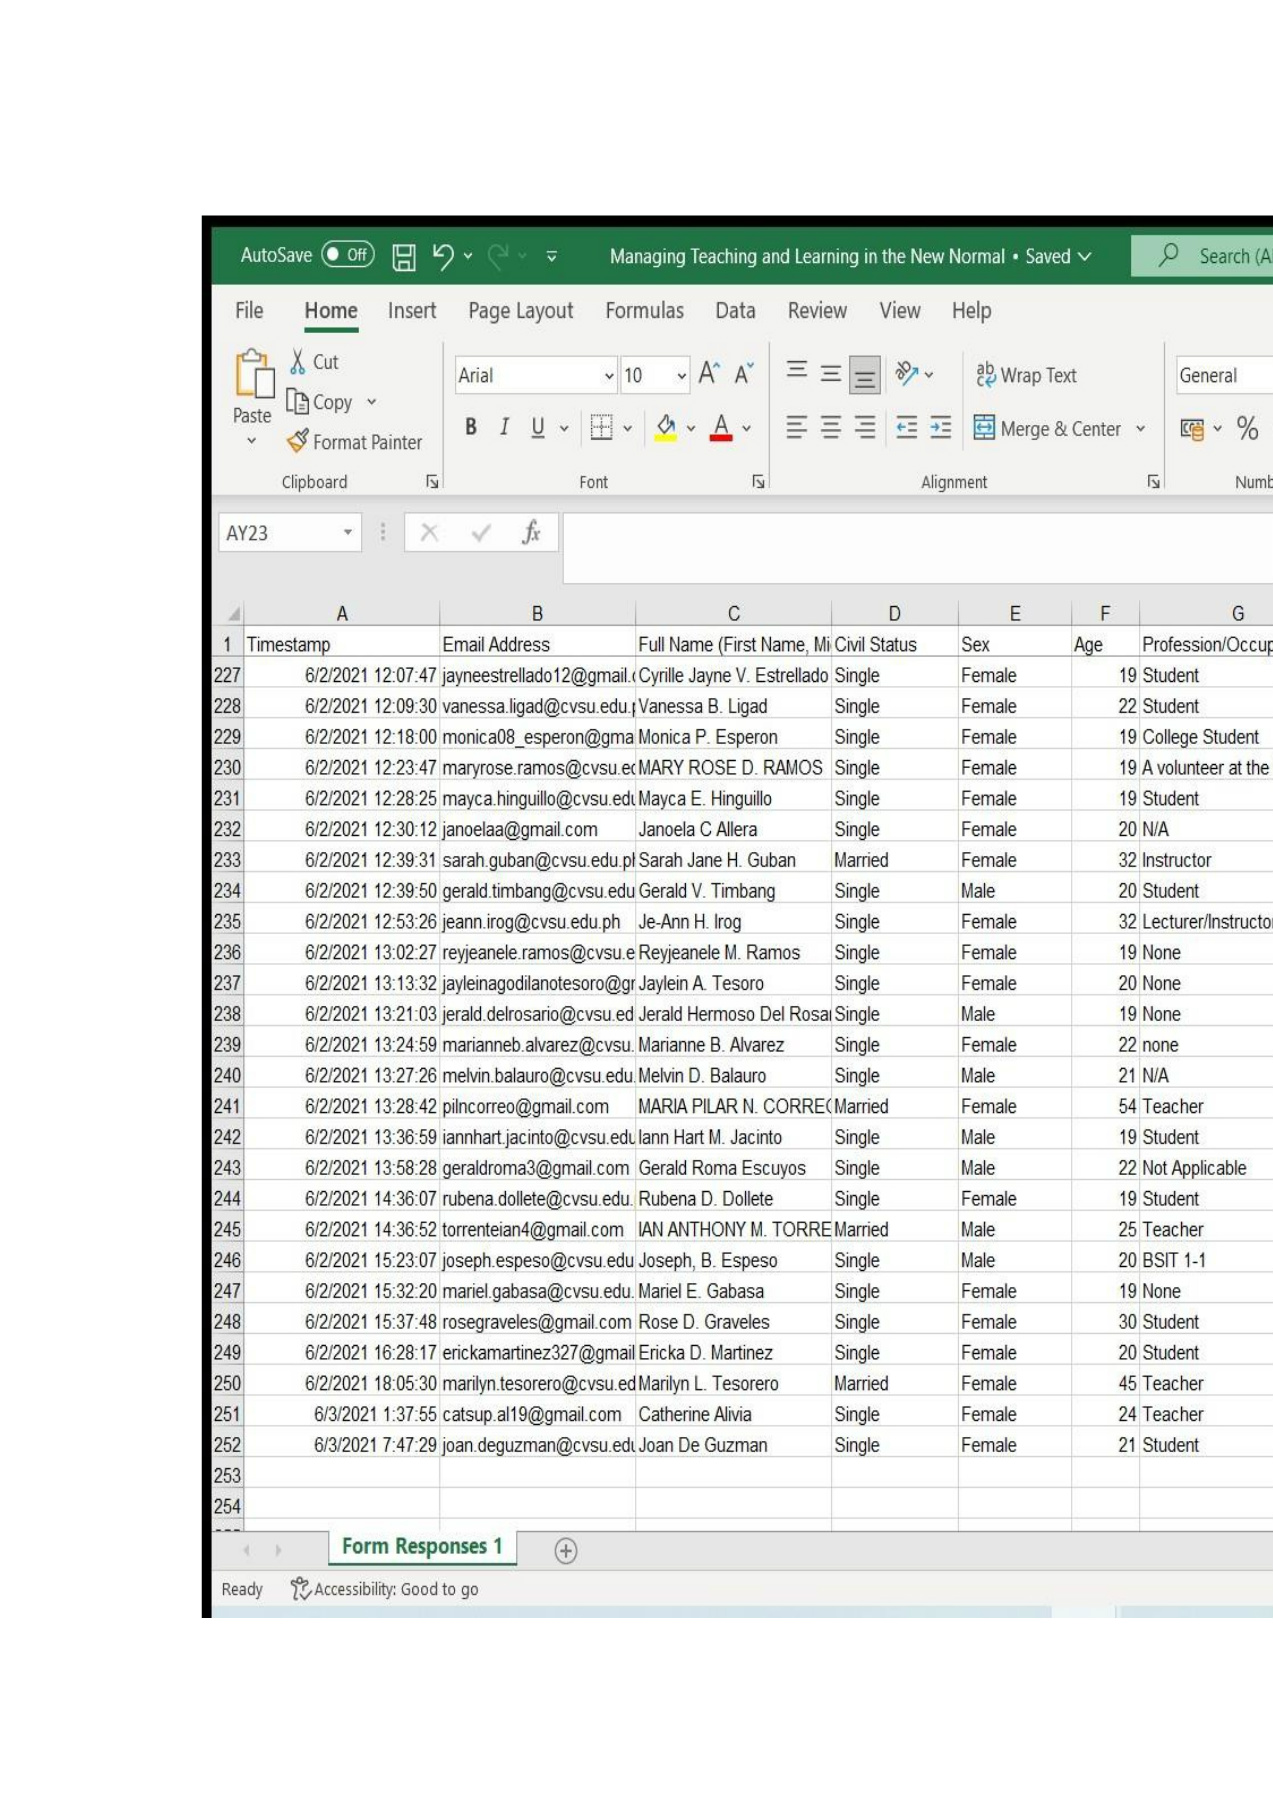 AutoSave Off Managing Teaching and Learning in the New Normal • Saved Search
File Home Insert Page Layout Formulas Data Review View Help
Cut
Arial 10 Wrap Text General
Copy
Paste
B I U Merge & Center %
Format Painter
Clipboard Font Alignment
AY23 fx
A B C D E F G
1 Timestamp Email Address Full Name (First Name, Civil Status Sex Age Profession/Occup
227 6/2/2021 12:07:47 jayneestrellado12@gmail. Cyrille Jayne V. Estrellado Single Female 19 Student
228 6/2/2021 12:09:30 vanessa.ligad@cvsu.edu. Vanessa B. Ligad Single Female 22 Student
229 6/2/2021 12:18:00 monica08_esperon@gma Monica P. Esperon Single Female 19 College Student
230 6/2/2021 12:23:47 maryrose.ramos@cvsu.ec MARY ROSE D. RAMOS Single Female 19 A volunteer at the
231 6/2/2021 12:28:25 mayca.hinguillo@cvsu.edu Mayca E. Hinguillo Single Female 19 Student
232 6/2/2021 12:30:12 janoelaa@gmail.com Janoela C Allera Single Female 20 N/A
233 6/2/2021 12:39:31 sarah.guban@cvsu.edu.ph Sarah Jane H. Guban Married Female 32 Instructor
234 6/2/2021 12:39:50 gerald.timbang@cvsu.edu Gerald V. Timbang Single Male 20 Student
235 6/2/2021 12:53:26 jeann.irog@cvsu.edu.ph Je-Ann H. Irog Single Female 32 Lecturer/Instructor
236 6/2/2021 13:02:27 reyjeanele.ramos@cvsu.e Reyjeanele M. Ramos Single Female 19 None
237 6/2/2021 13:13:32 jayleinagodilanotesoro@gr Jaylein A. Tesoro Single Female 20 None
238 6/2/2021 13:21:03 jerald.delrosario@cvsu.ed Jerald Hermoso Del Rosa Single Male 19 None
239 6/2/2021 13:24:59 marianneb.alvarez@cvsu. Marianne B. Alvarez Single Female 22 none
240 6/2/2021 13:27:26 melvin.balauro@cvsu.edu. Melvin D. Balauro Single Male 21 N/A
241 6/2/2021 13:28:42 pilncorreo@gmail.com MARIA PILAR N. CORREO Married Female 54 Teacher
242 6/2/2021 13:36:59 iannhart.jacinto@cvsu.edu Iann Hart M. Jacinto Single Male 19 Student
243 6/2/2021 13:58:28 geraldroma3@gmail.com Gerald Roma Escuyos Single Male 22 Not Applicable
244 6/2/2021 14:36:07 rubena.dollete@cvsu.edu. Rubena D. Dollete Single Female 19 Student
245 6/2/2021 14:36:52 torrenteian4@gmail.com IAN ANTHONY M. TORRE Married Male 25 Teacher
246 6/2/2021 15:23:07 joseph.espeso@cvsu.edu Joseph, B. Espeso Single Male 20 BSIT 1-1
247 6/2/2021 15:32:20 mariel.gabasa@cvsu.edu. Mariel E. Gabasa Single Female 19 None
248 6/2/2021 15:37:48 rosegraveles@gmail.com Rose D. Graveles Single Female 30 Student
249 6/2/2021 16:28:17 erickamartinez327@gmail Ericka D. Martinez Single Female 20 Student
250 6/2/2021 18:05:30 marilyn.tesorero@cvsu.ed Marilyn L. Tesorero Married Female 45 Teacher
251 6/3/2021 1:37:55 catsup.al19@gmail.com Catherine Alivia Single Female 24 Teacher
252 6/3/2021 7:47:29 joan.deguzman@cvsu.edu Joan De Guzman Single Female 21 Student
253
254
Form Responses 1
Ready Accessibility: Good to go